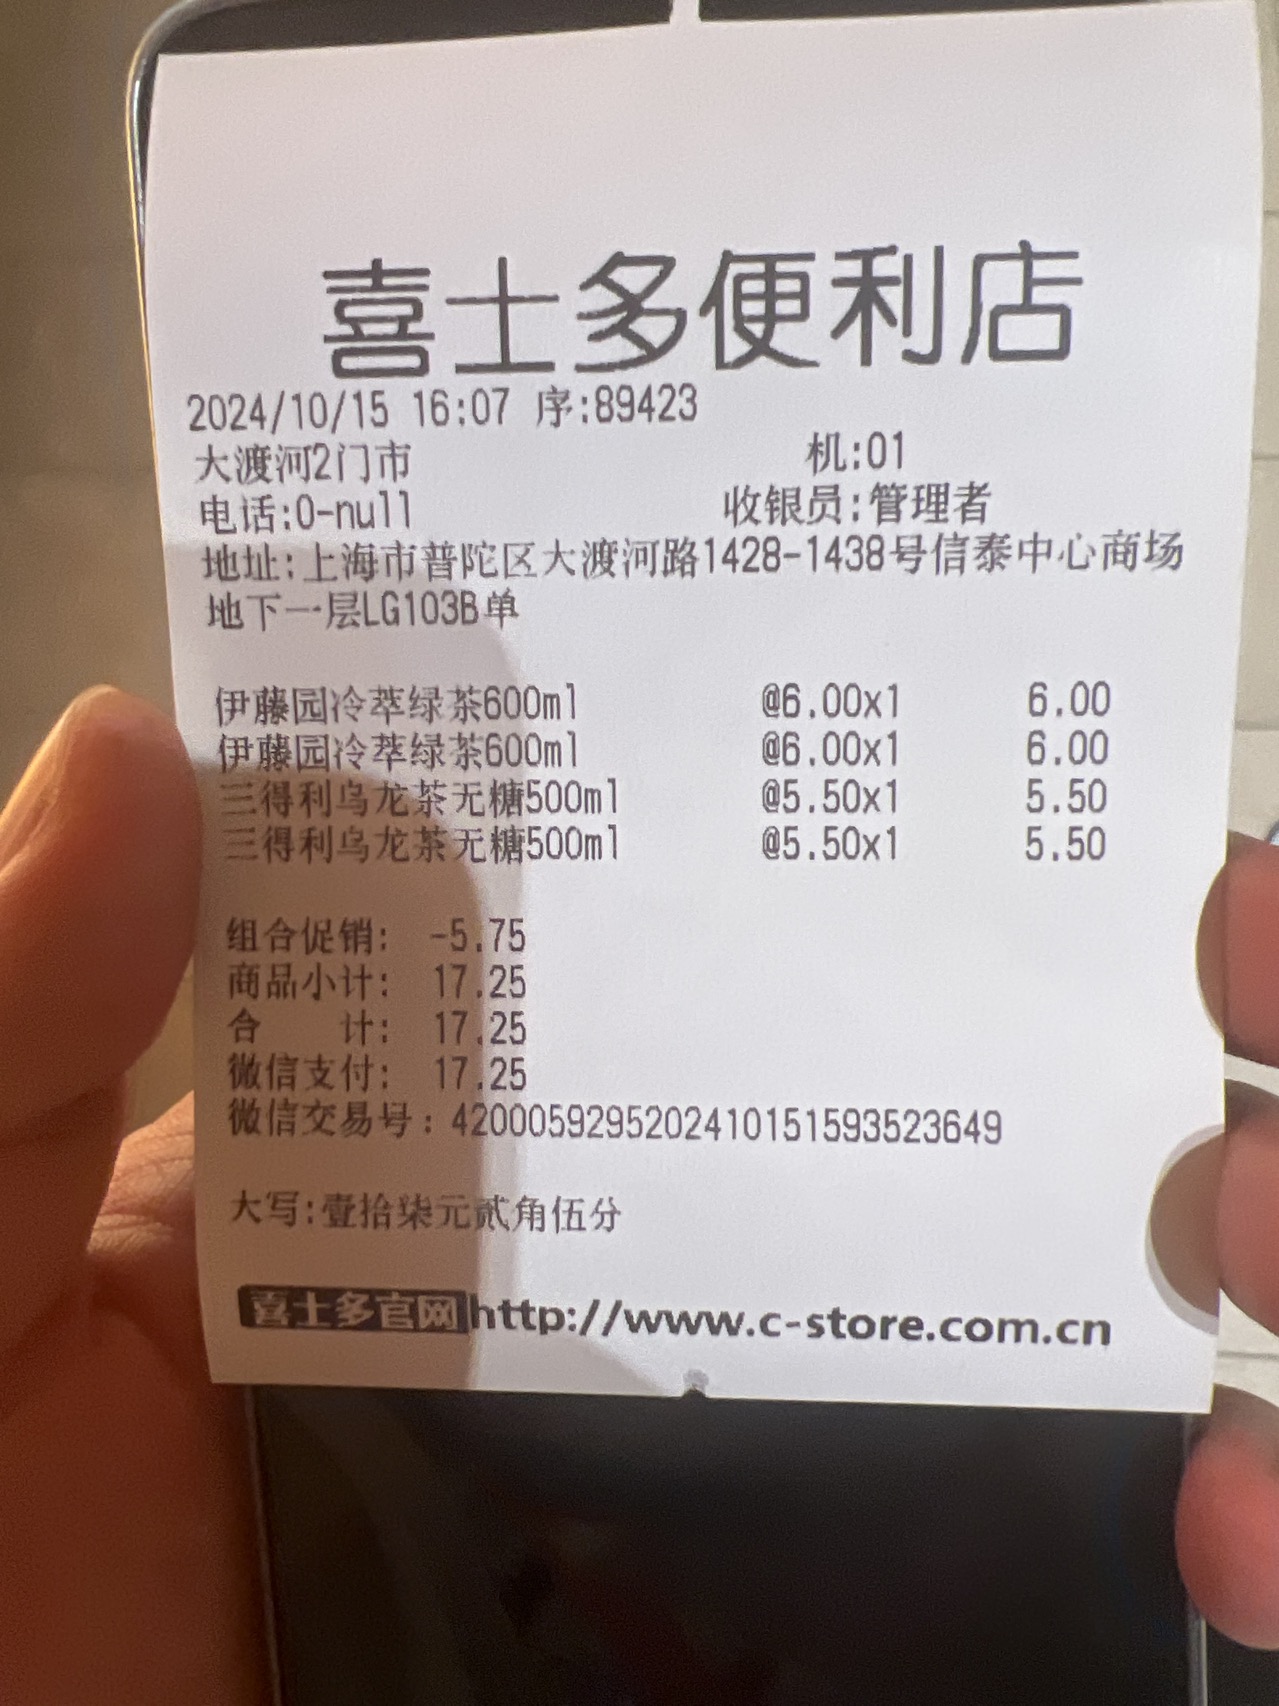 喜士多便利店
2024/10/15 16:07 序:89423
大渡河2门市 机:01
电话:0-null 收银员:管理者
地址:上海市普陀区大渡河路1428-1438号信泰中心商场
地下一层LG103B单
伊藤园冷萃绿茶600ml @6.00x1 6.00
伊藤园冷萃绿茶600ml @6.00x1 6.00
三得利乌龙茶无糖500ml @5.50x1 5.50
三得利乌龙茶无糖500ml @5.50x1 5.50
组合促销: -5.75
商品小计: 17.25
合 计: 17.25
微信支付: 17.25
微信交易号:4200059295202410151593523649
大写:壹拾柒元贰角伍分
喜士多官网http://www.c-store.com.cn